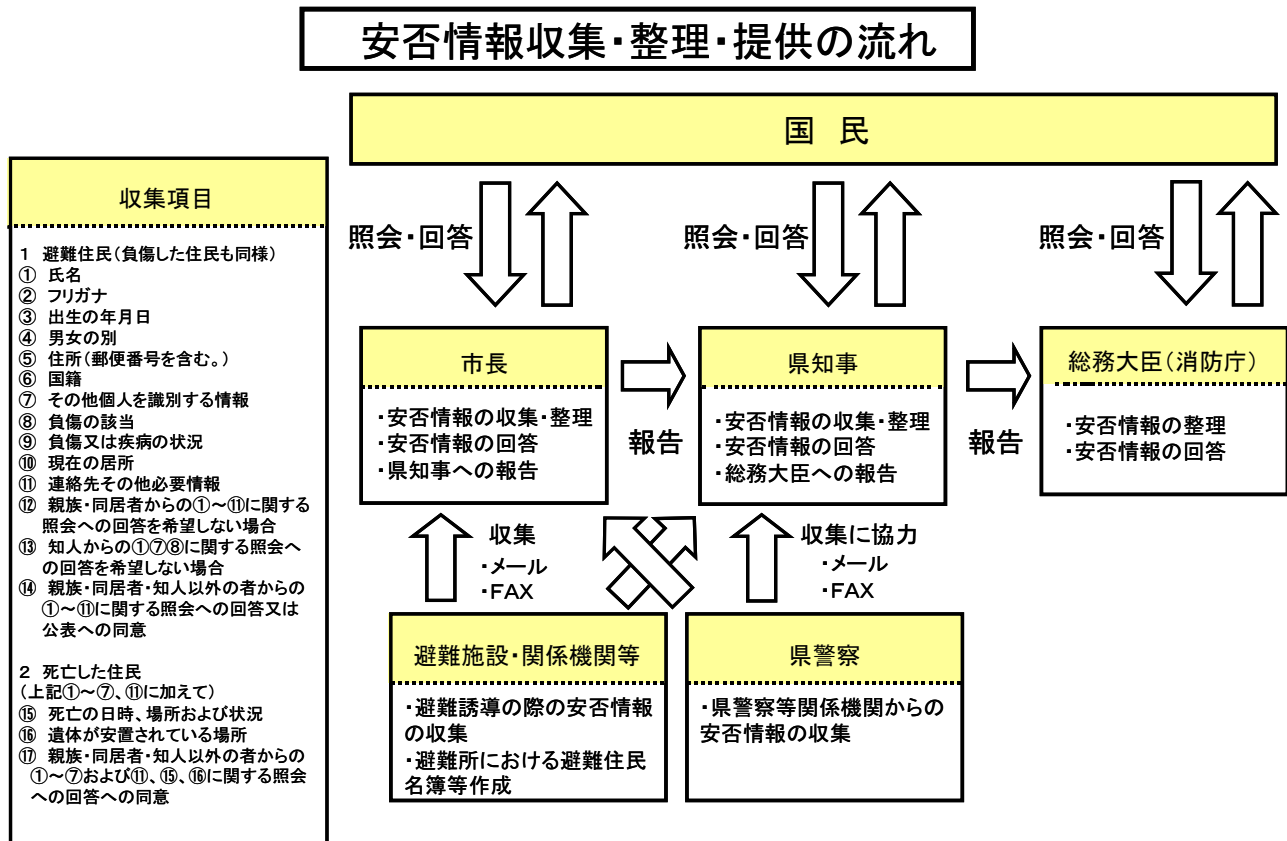 安否情報収集・整理・提供の流れ
国 民
収集項目
1 避難住民(負傷した住民も同様)
① 氏名
② フリガナ
③ 出生の年月日
④ 男女の別
⑤ 住所(郵便番号を含む。)
⑥ 国籍
⑦ その他個人を識別する情報
⑧ 負傷の該当
⑨ 負傷又は疾病の状況
⑩ 現在の居所
⑪ 連絡先その他必要情報
⑫ 親族・同居者からの①~⑪に関する
照会への回答を希望しない場合
⑬ 知人からの①⑦⑧に関する照会へ
の回答を希望しない場合
⑭ 親族・同居者・知人以外の者からの
①~⑪に関する照会への回答又は
公表への同意
2 死亡した住民
(上記①~⑦、⑪に加えて)
⑮ 死亡の日時、場所および状況
⑯ 遺体が安置されている場所
⑰ 親族・同居者・知人以外の者からの
①~⑦および⑪、⑮、⑯に関する照会
への回答への同意
照会・回答
照会・回答
照会・回答
市長
・安否情報の収集・整理
・安否情報の回答
・県知事への報告
報告
県知事
・安否情報の収集・整理
・安否情報の回答
・総務大臣への報告
報告
総務大臣(消防庁)
・安否情報の整理
・安否情報の回答
収集
・メール
・FAX
収集に協力
・メール
・FAX
避難施設・関係機関等
・避難誘導の際の安否情報
の収集
・避難所における避難住民
名簿等作成
県警察
・県警察等関係機関からの
安否情報の収集